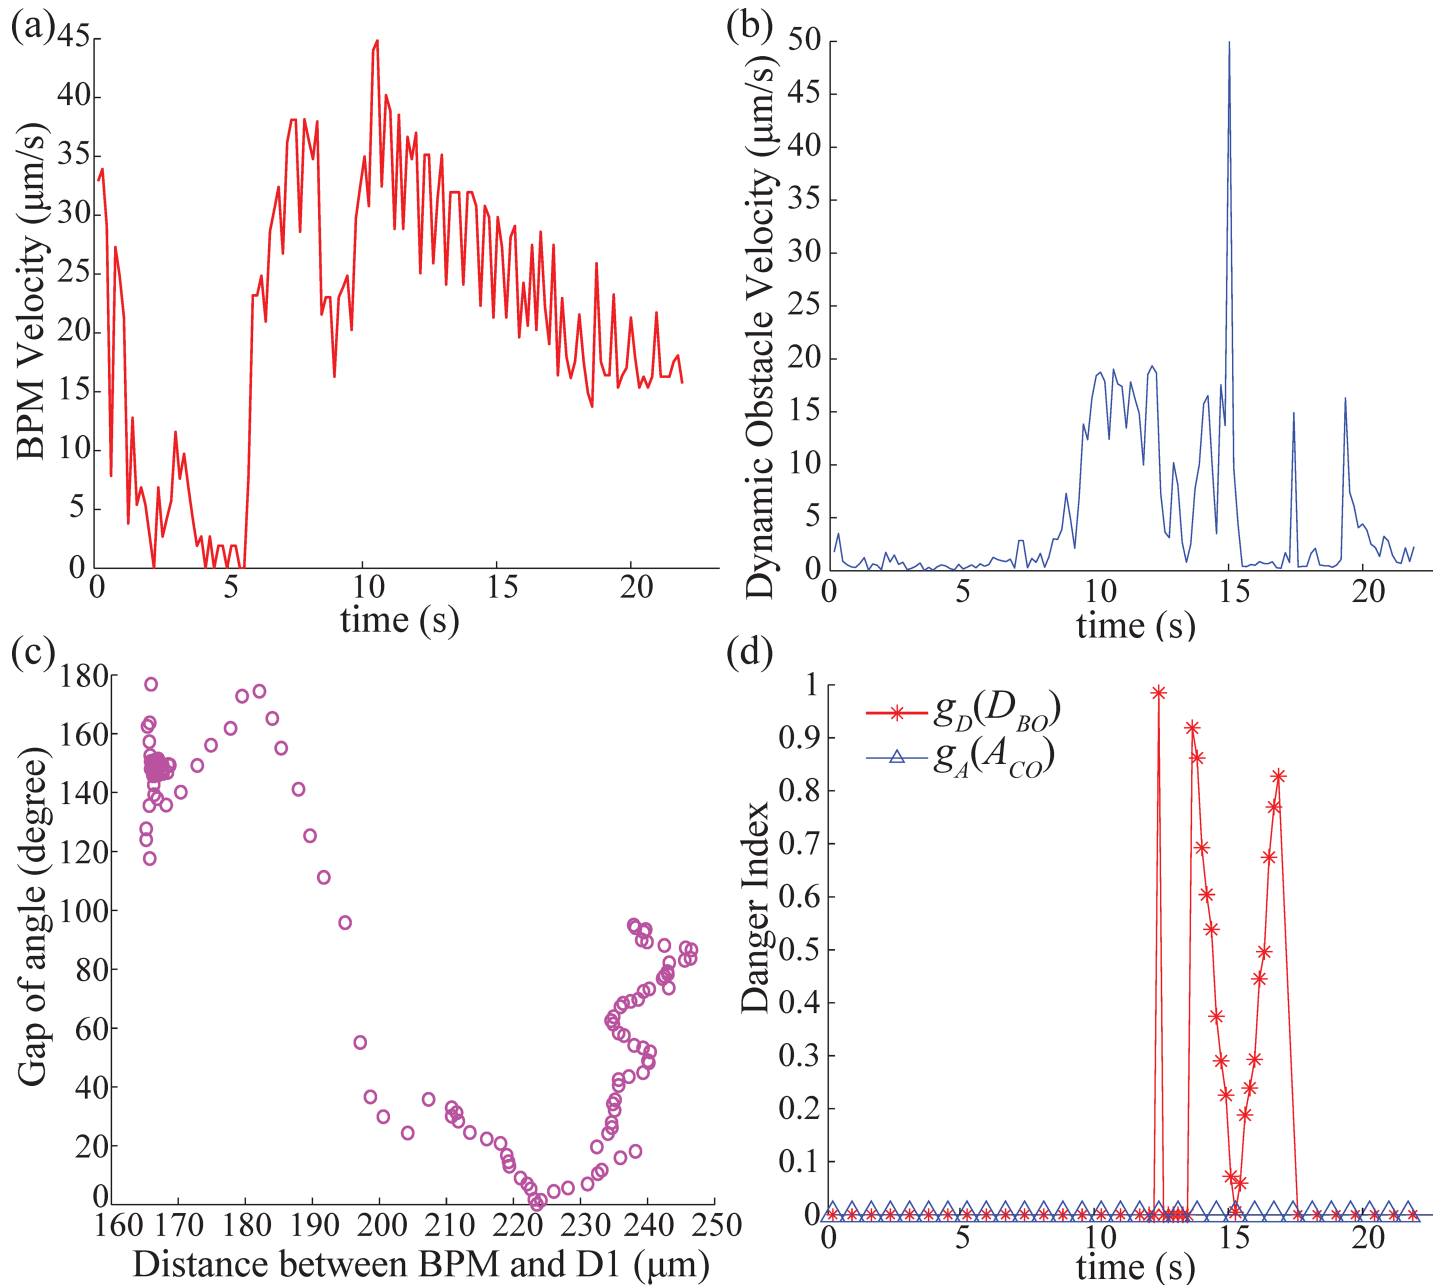 (a)
45
40
35
30
25
20
15
10
5
0
BPM Velocity (μm/s)
0 5 10 15 20
time (s)
(b)
50
45
40
35
30
25
20
15
10
5
0
Dynamic Obstacle Velocity (μm/s)
0 5 10 15 20
time (s)
(c)
180
160
140
120
100
80
60
40
20
0
Gap of angle (degree)
160 170 180 190 200 210 220 230 240 250
Distance between BPM and D1 (μm)
(d)
1
0.9
0.8
0.7
0.6
0.5
0.4
0.3
0.2
0.1
0
Danger Index
g_D(D_BO)
g_A(A_CO)
0 5 10 15 20
time (s)